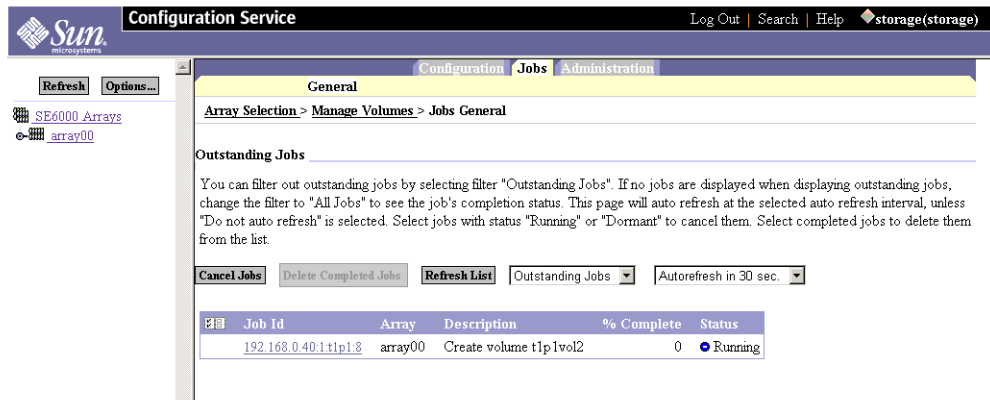 Sun
microsystems
Configuration Service
Log Out | Search | Help storage(storage)
Refresh Options...
SE6000 Arrays
array00
Configuration Jobs Administration
General
Array Selection > Manage Volumes > Jobs General
Outstanding Jobs
You can filter out outstanding jobs by selecting filter "Outstanding Jobs". If no jobs are displayed when displaying outstanding jobs,
change the filter to "All Jobs" to see the job's completion status. This page will auto refresh at the selected auto refresh interval, unless
"Do not auto refresh" is selected. Select jobs with status "Running" or "Dormant" to cancel them. Select completed jobs to delete them
from the list.
Cancel Jobs Delete Completed Jobs Refresh List Outstanding Jobs Autorefresh in 30 sec.
Job Id Array Description % Complete Status
192.168.0.40:1:t1p1:8 array00 Create volume t1p1vol2 0 Running